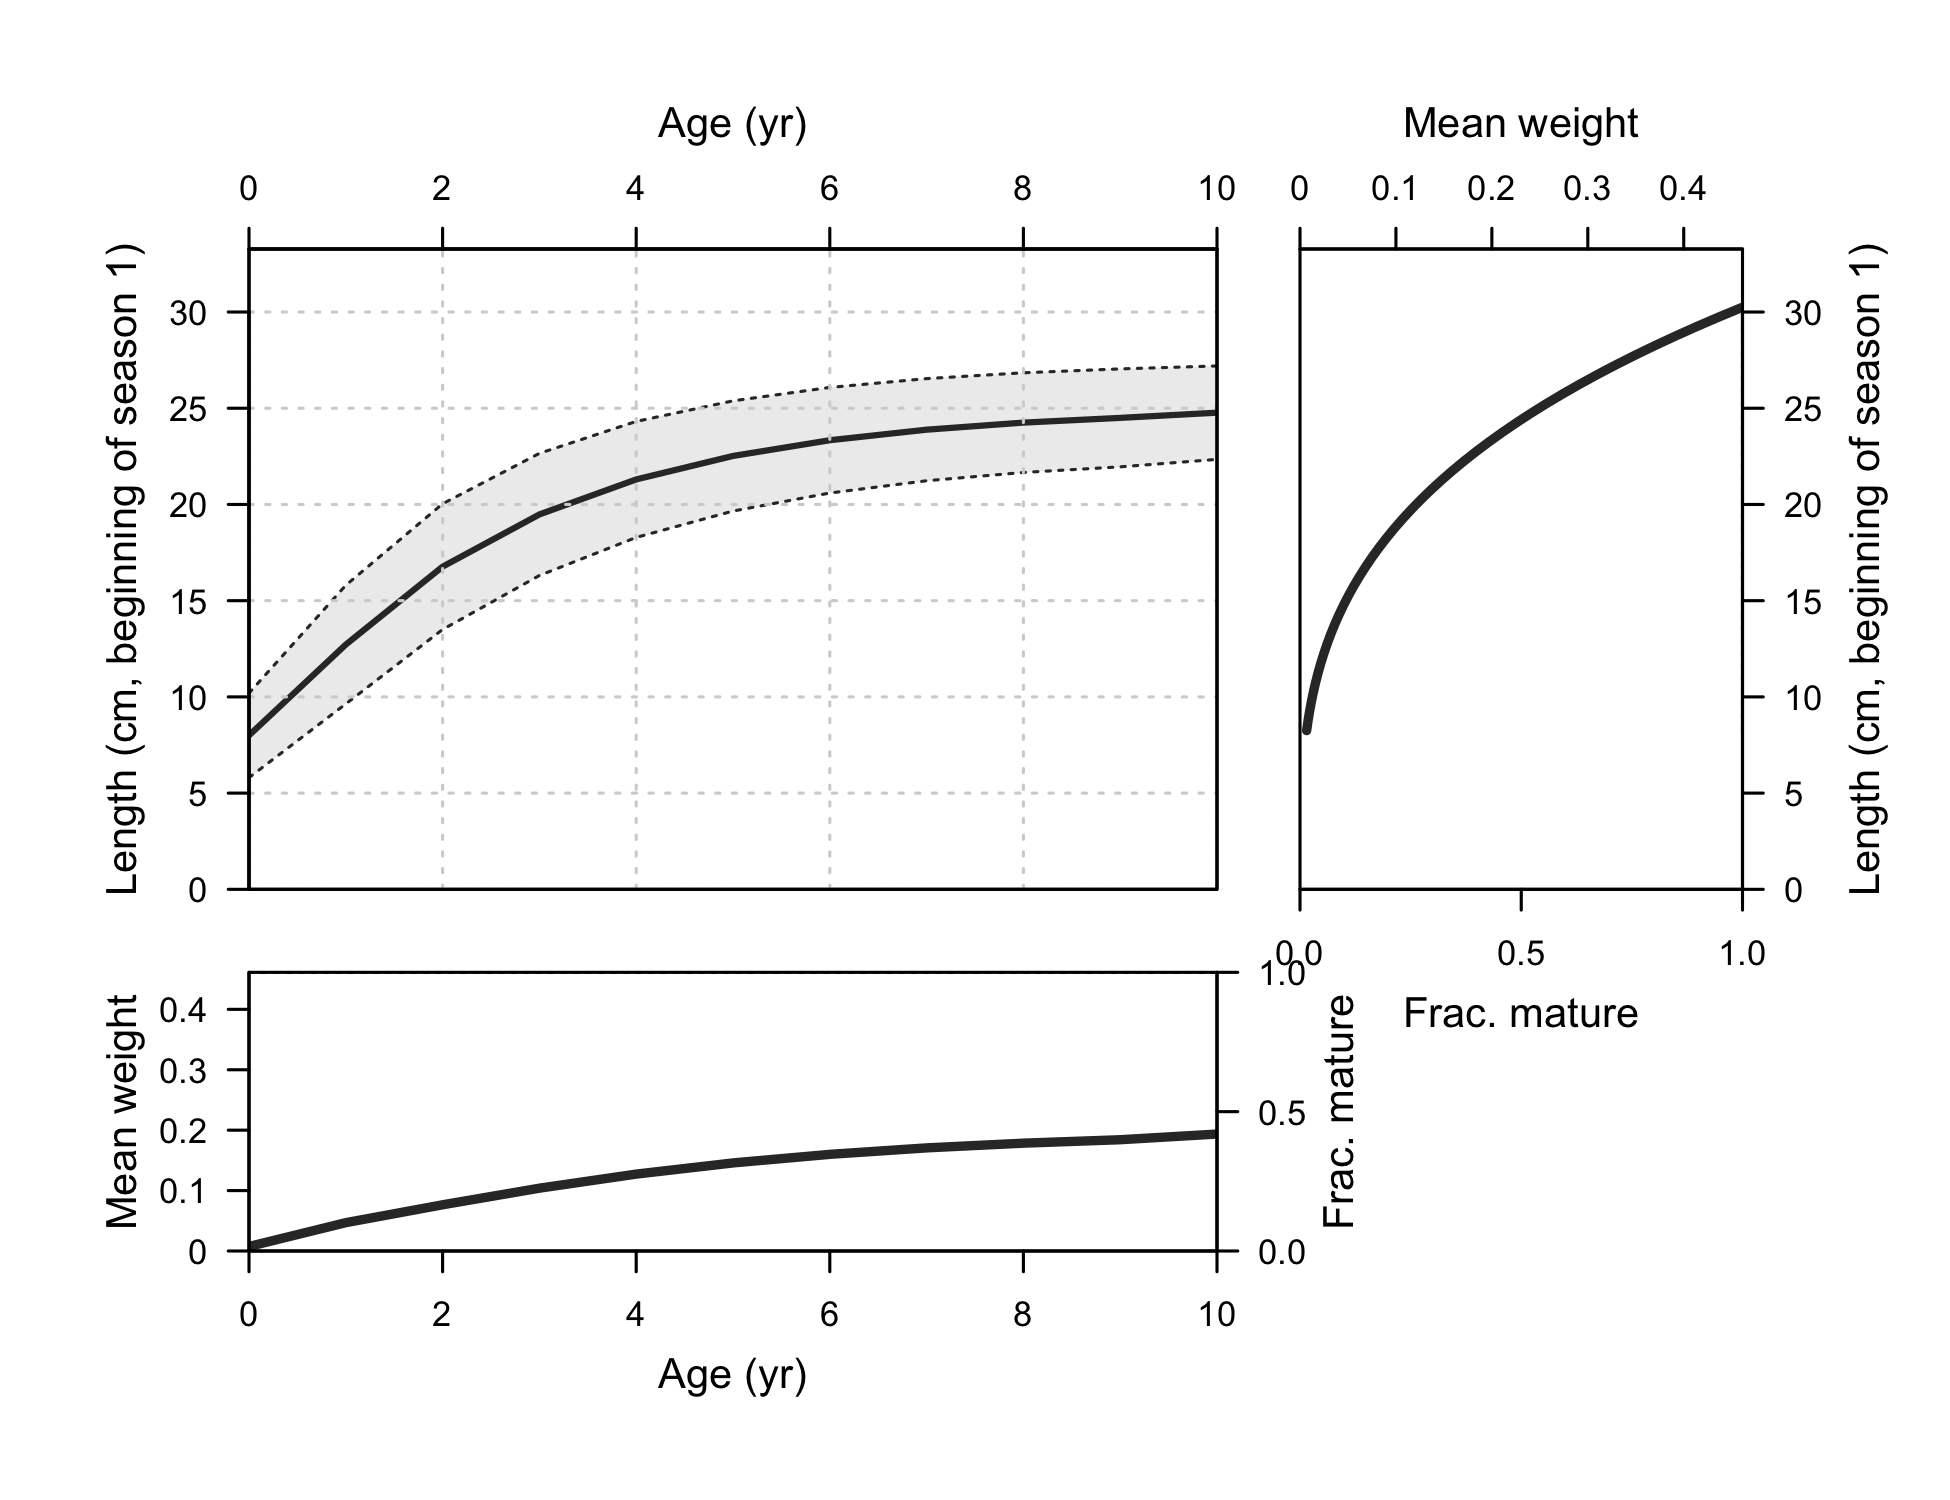 Age (yr)
Mean weight
0 2 4 6 8 10
0 0.1 0.2 0.3 0.4
Length (cm, beginning of season 1)
30
25
20
15
10
5
0
30
25
20
15
10
5
0
Length (cm, beginning of season 1)
0.0 0.5 1.0
Frac. mature
Mean weight
0.4
0.3
0.2
0.1
0
1.0
0.5
0.0
Frac. mature
0 2 4 6 8 10
Age (yr)